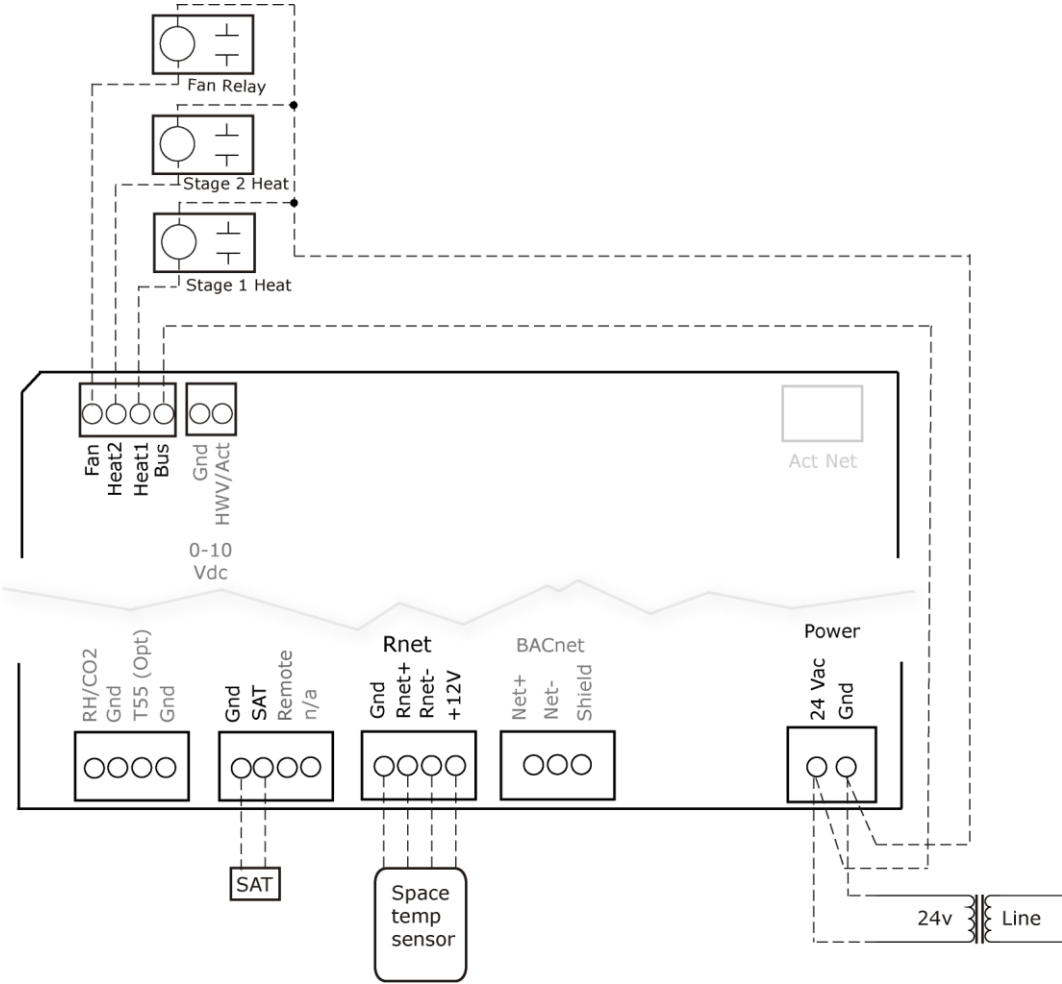 Fan Relay
Stage 2 Heat
Stage 1 Heat
Fan
Heat2
Heat1
Bus
Gnd
HWV/Act
0-10
Vdc
Act Net
RH/CO2
Gnd
T55 (Opt)
Gnd
Gnd
SAT
Remote
n/a
Rnet
Gnd
Rnet+
Rnet-
+12V
BACnet
Net+
Net-
Shield
Power
24 Vac
Gnd
SAT
Space
temp
sensor
24v
Line